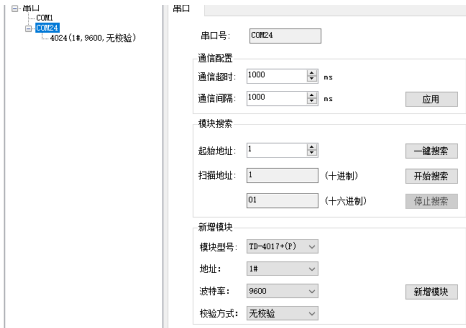 串口
COM1
COM24
4024(1#,9600,无校验)
串口
串口号: COM24
通信配置
通信超时: 1000 ms
通信间隔: 1000 ms 应用
模块搜索
起始地址: 1 一键搜索
扫描地址: 1 (十进制) 开始搜索
01 (十六进制) 停止搜索
新增模块
模块型号: TD-4017+(P)
地址: 1#
波特率: 9600 新增模块
校验方式: 无校验